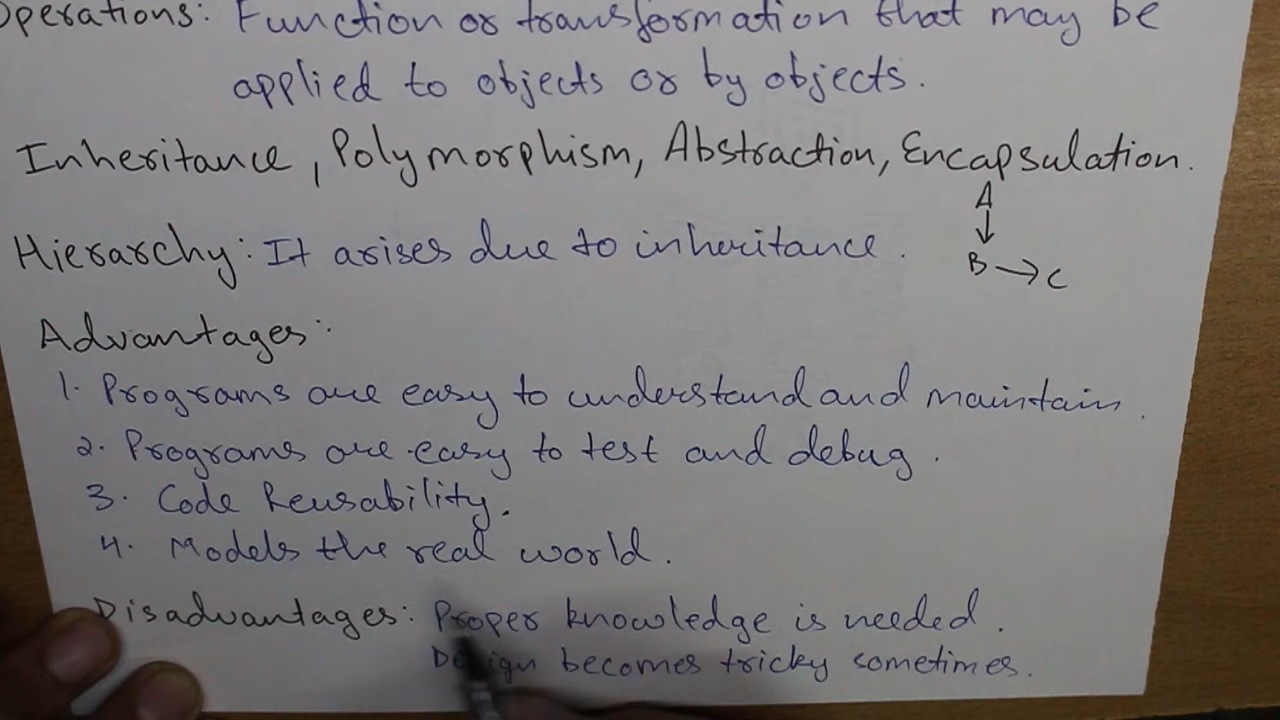 Operations: Function or transformation that may be
applied to objects or by objects.
Inheritance, Polymorphism, Abstraction, Encapsulation.
A
↓
Hierarchy: It arises due to inheritance.
B → C
Advantages:
1. Programs are easy to understand and maintain.
2. Programs are easy to test and debug.
3. Code Reusability.
4. Models the real world.
Disadvantages: Proper knowledge is needed.
Design becomes tricky sometimes.